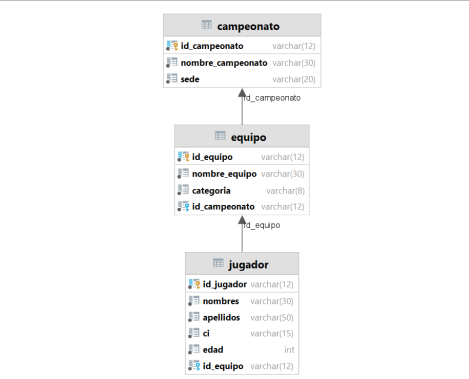 campeonato
id_campeonato varchar(12)
nombre_campeonato varchar(30)
sede varchar(20)
id_campeonato
equipo
id_equipo varchar(12)
nombre_equipo varchar(30)
categoria varchar(8)
id_campeonato varchar(12)
id_equipo
jugador
id_jugador varchar(12)
nombres varchar(30)
apellidos varchar(50)
ci varchar(15)
edad int
id_equipo varchar(12)